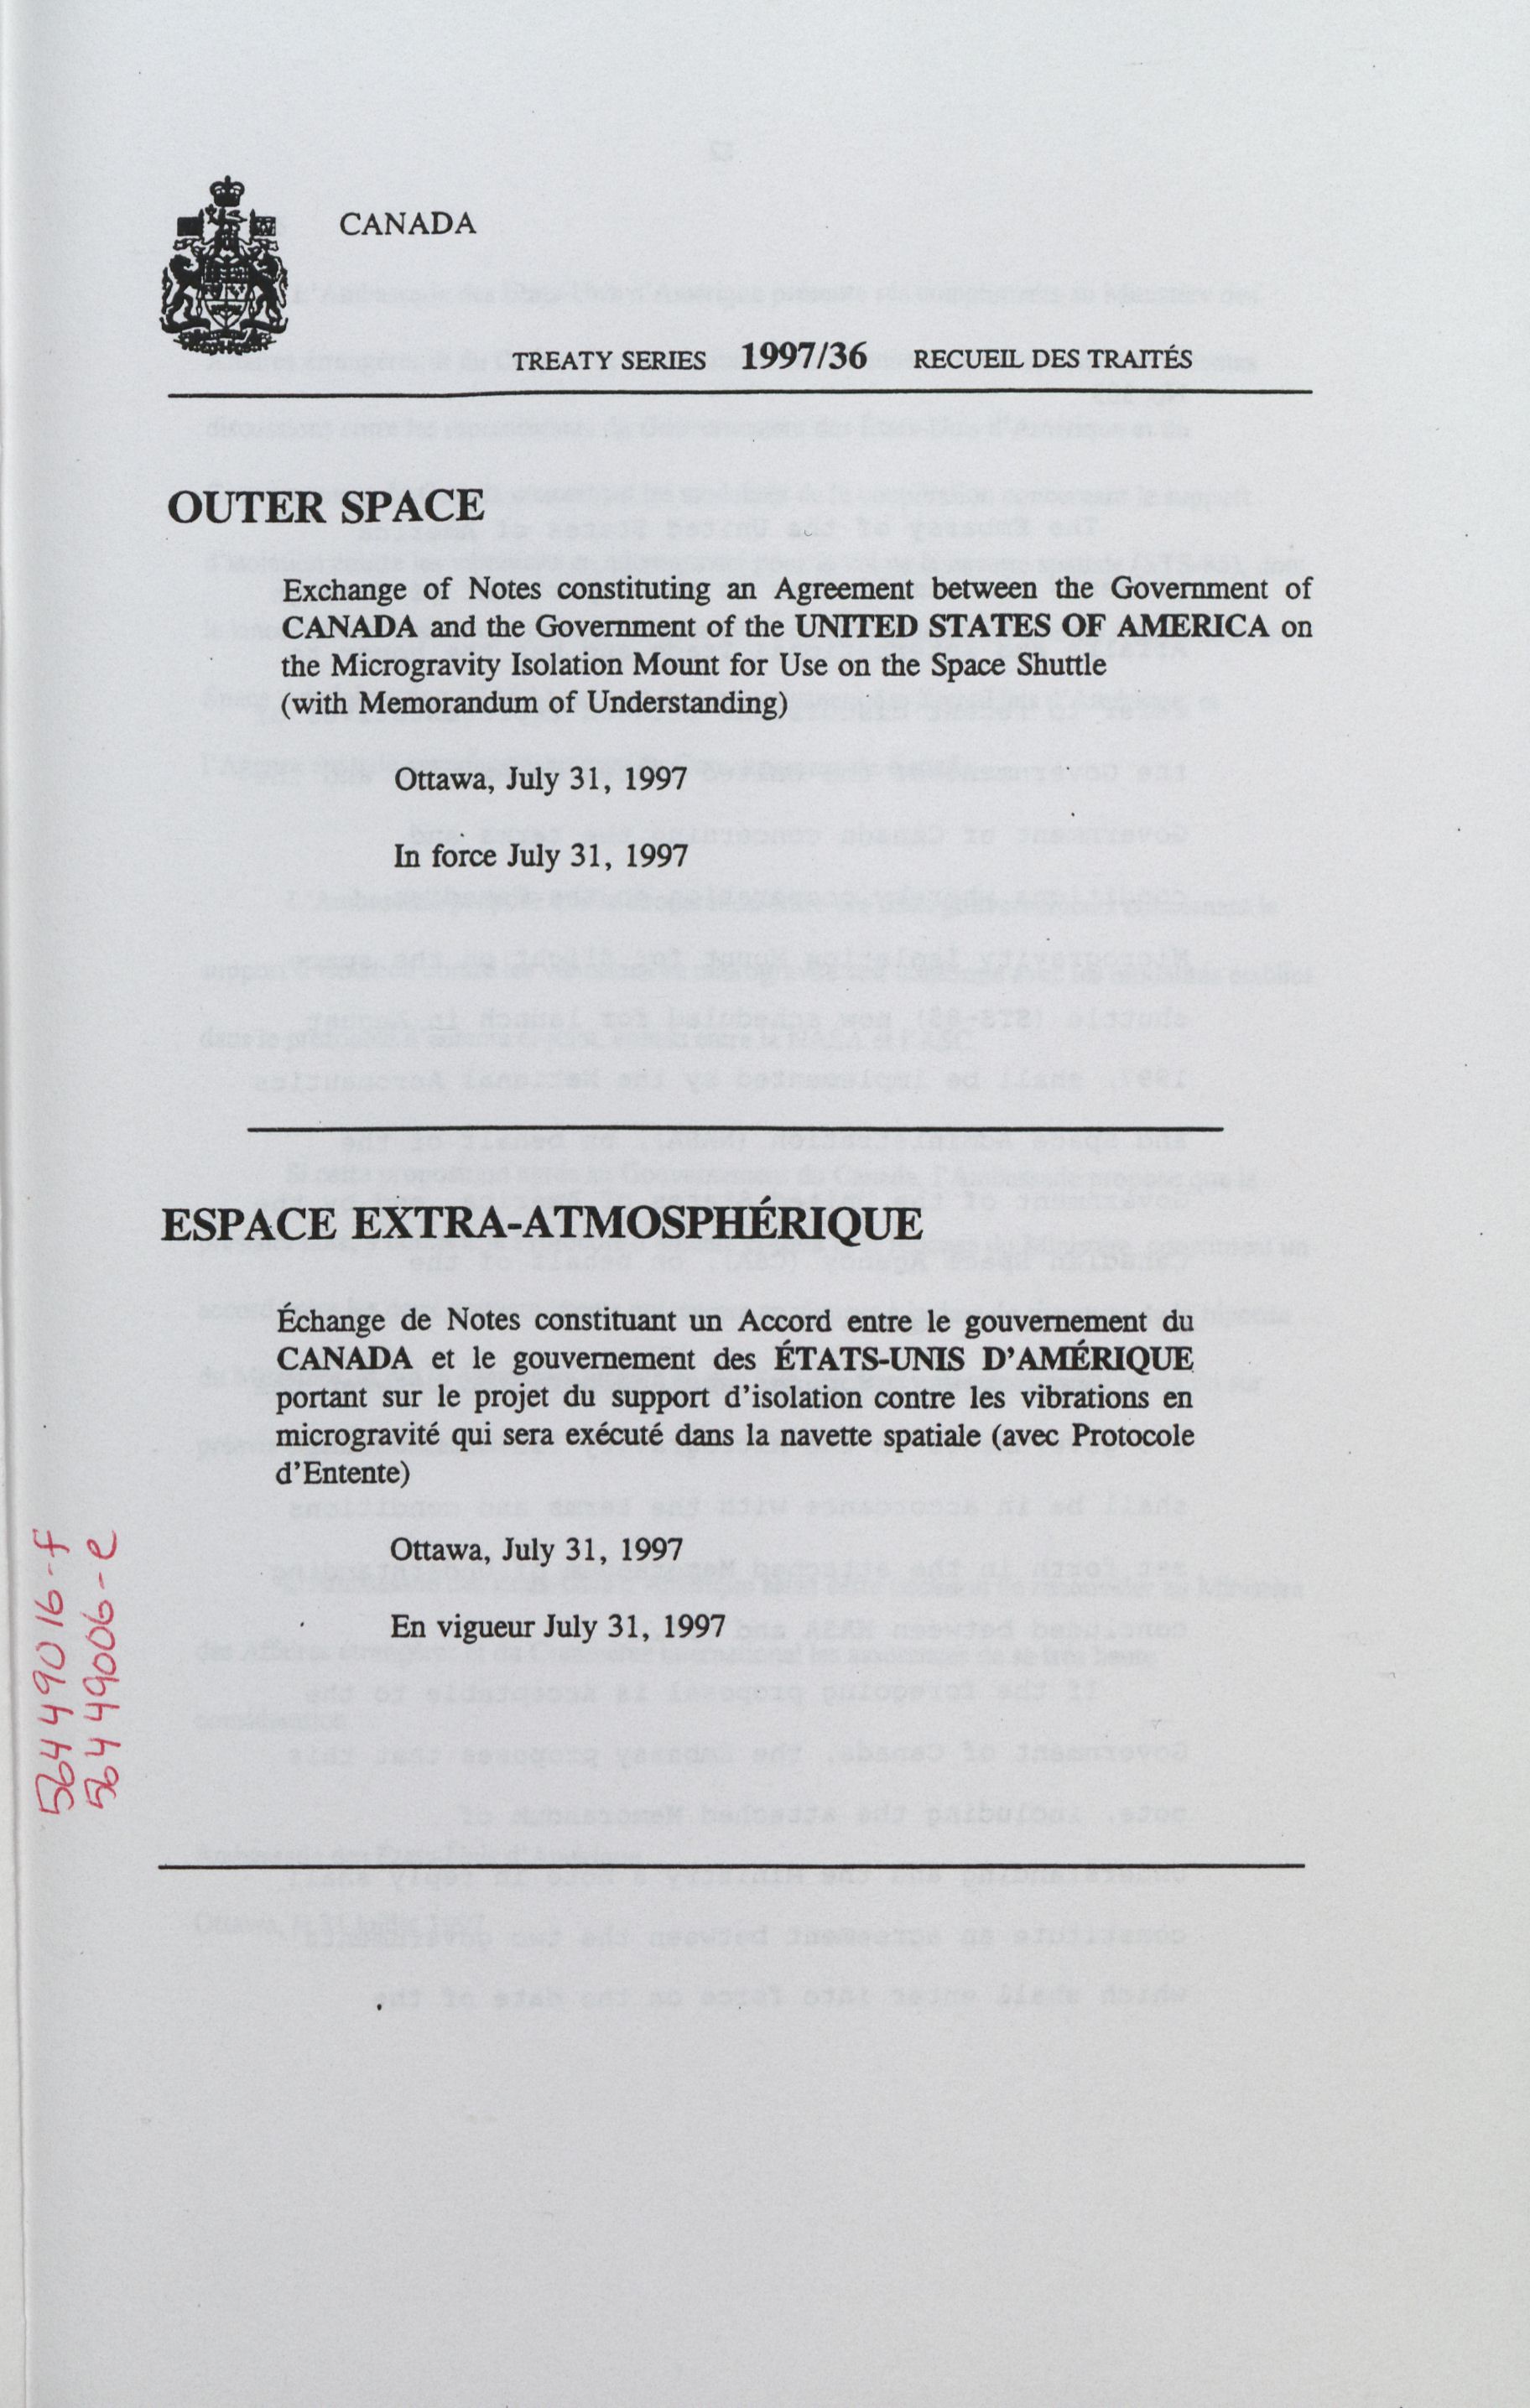 CANADA
TREATY SERIES 1997/36 RECUEIL DES TRAITÉS
OUTER SPACE
Exchange of Notes constituting an Agreement between the Government of
CANADA and the Government of the UNITED STATES OF AMERICA on
the Microgravity Isolation Mount for Use on the Space Shuttle
(with Memorandum of Understanding)
Ottawa, July 31, 1997
In force July 31, 1997
ESPACE EXTRA-ATMOSPHÉRIQUE
Échange de Notes constituant un Accord entre le gouvernement du
CANADA et le gouvernement des ÉTATS-UNIS D'AMÉRIQUE
portant sur le projet du support d'isolation contre les vibrations en
microgravité qui sera exécuté dans la navette spatiale (avec Protocole
d'Entente)
Ottawa, July 31, 1997
En vigueur July 31, 1997
56449016-f
56449006-e